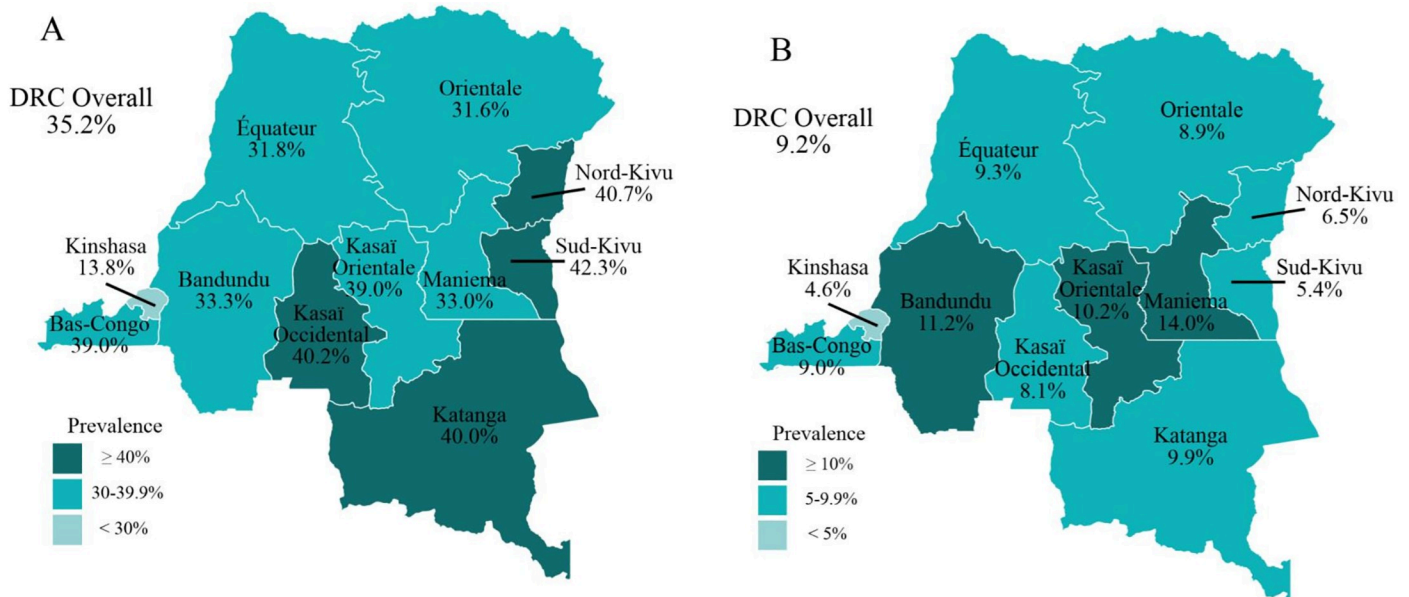 A
DRC Overall
35.2%
Orientale
31.6%
Équateur
31.8%
Nord-Kivu
40.7%
Kinshasa
13.8%
Bandundu
33.3%
Kasaï
Orientale
39.0%
Maniema
33.0%
Sud-Kivu
42.3%
Bas-Congo
39.0%
Kasaï
Occidental
40.2%
Katanga
40.0%
Prevalence
≥ 40%
30-39.9%
< 30%
B
DRC Overall
9.2%
Orientale
8.9%
Équateur
9.3%
Nord-Kivu
6.5%
Kinshasa
4.6%
Bandundu
11.2%
Kasaï
Orientale
10.2%
Maniema
14.0%
Sud-Kivu
5.4%
Bas-Congo
9.0%
Kasaï
Occidental
8.1%
Katanga
9.9%
Prevalence
≥ 10%
5-9.9%
< 5%